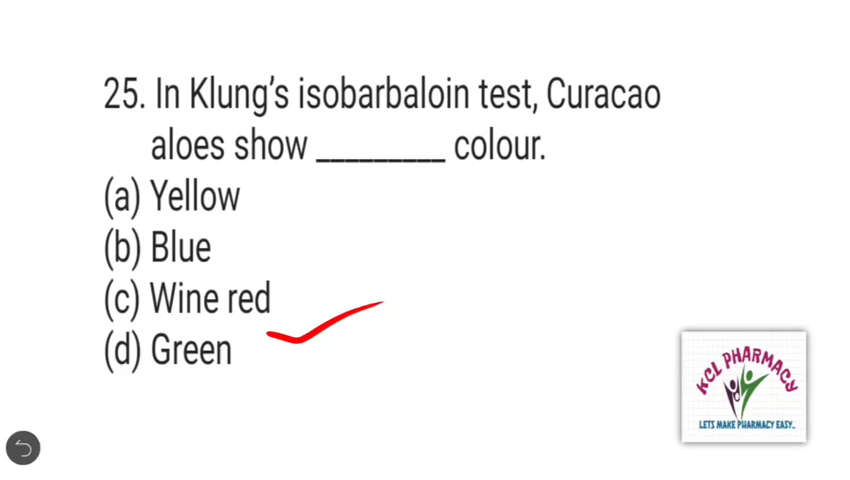 25. In Klung's isobarbaloin test, Curacao
aloes show _________ colour.
(a) Yellow
(b) Blue
(c) Wine red
(d) Green
KCL PHARMACY
LETS MAKE PHARMACY EASY..